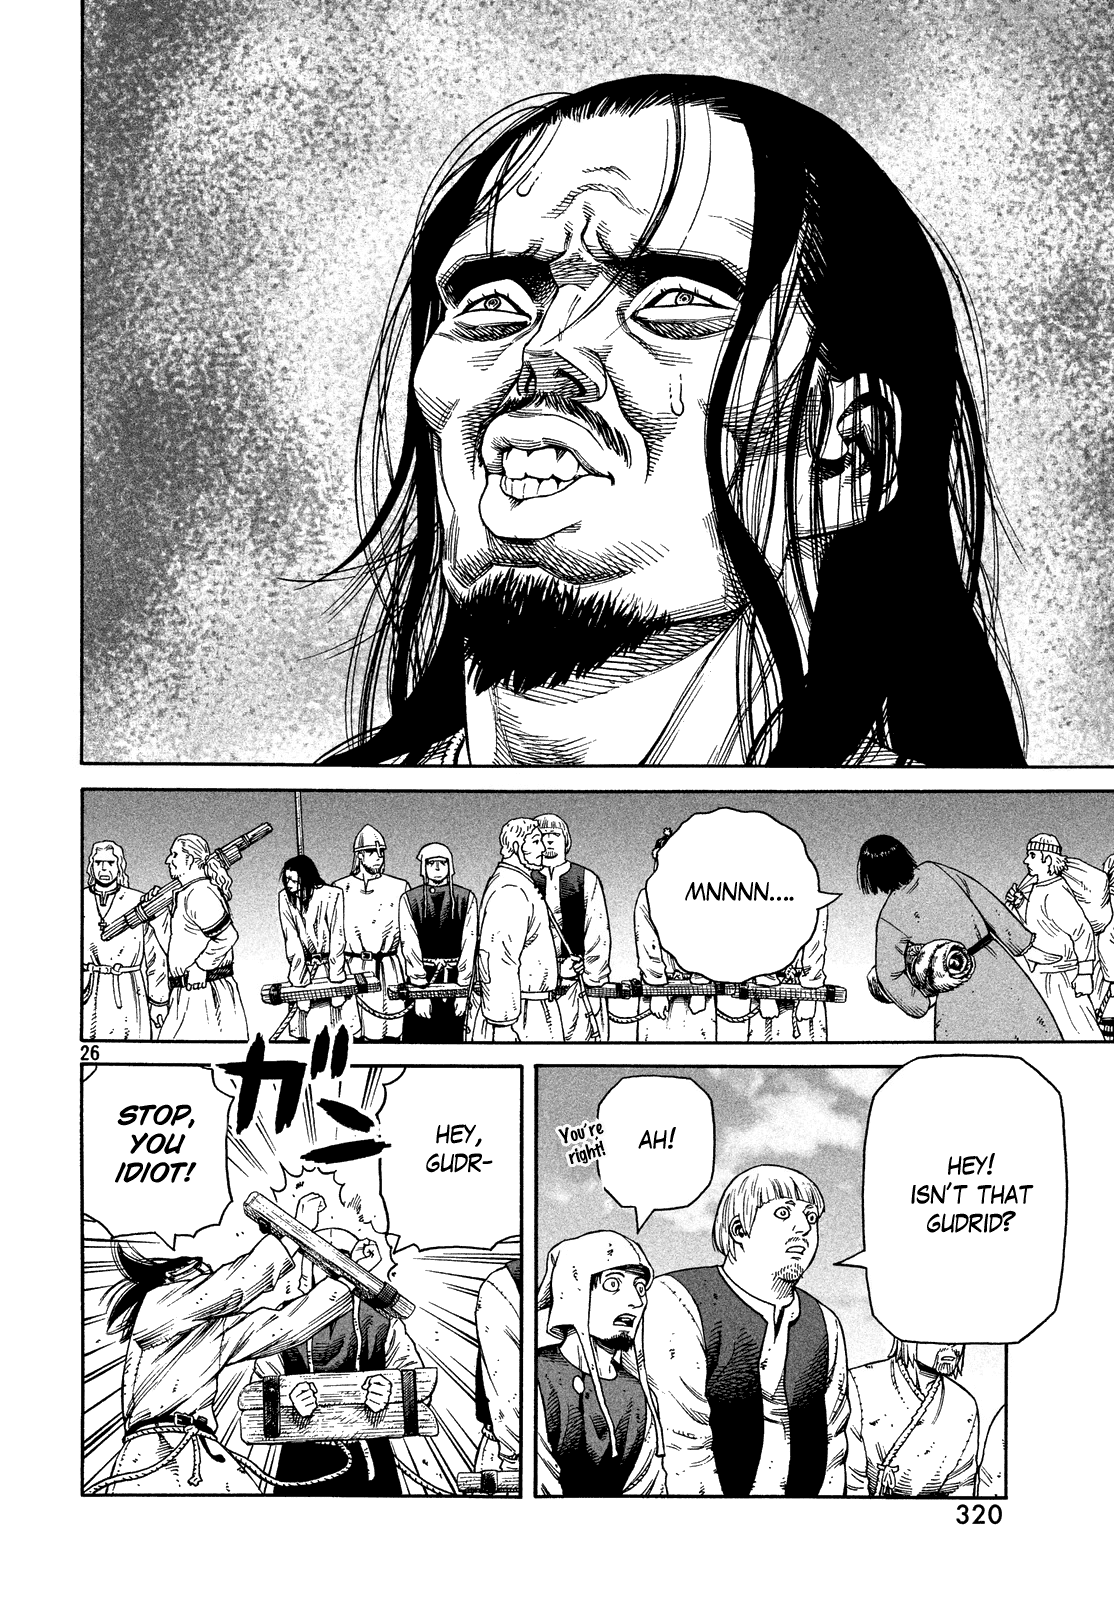 MNNNN....
26
HEY!
ISN'T THAT
GUDRID?
AH!
You're
right!
HEY,
GUDR-
STOP,
YOU
IDIOT!
ガッ
320